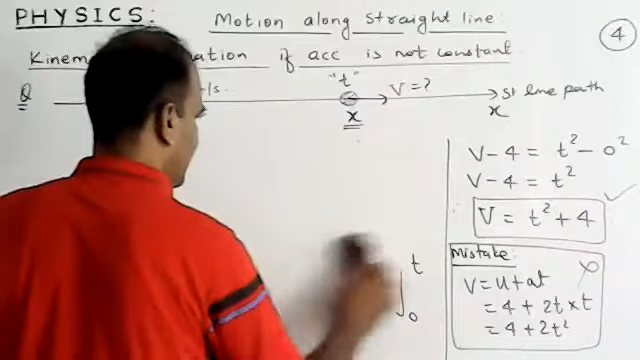 PHYSICS: Motion along straight line
4
Kinem ation if acc is not constant
Q /s. "t" V=? st line path
x x
V-4 = t²-0²
V-4 = t²
V = t²+4
∫ t 0
Mistake:
V=u+at
= 4+2t×t
= 4+2t²